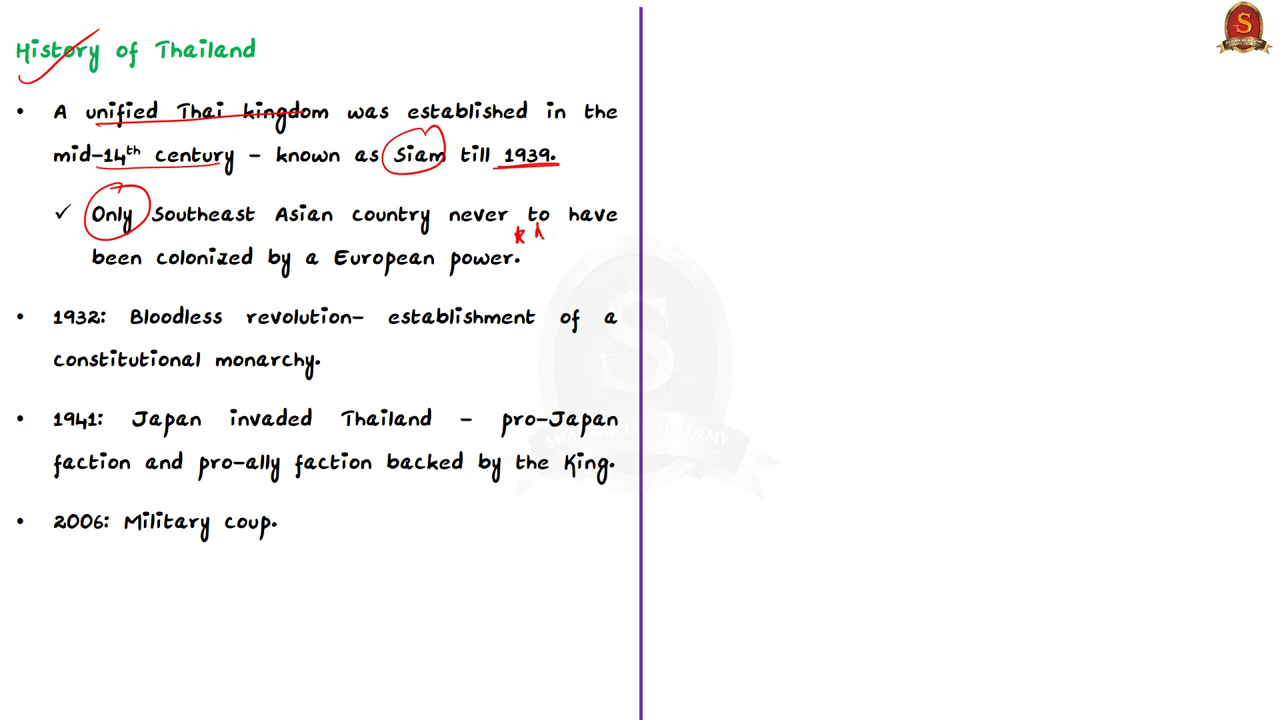 History of Thailand
• A unified Thai kingdom was established in the
mid-14th century - known as Siam till 1939.
✓ Only Southeast Asian country never to have
been colonized by a European power.
• 1932: Bloodless revolution- establishment of a
constitutional monarchy.
• 1941: Japan invaded Thailand - pro-Japan
faction and pro-ally faction backed by the King.
• 2006: Military coup.